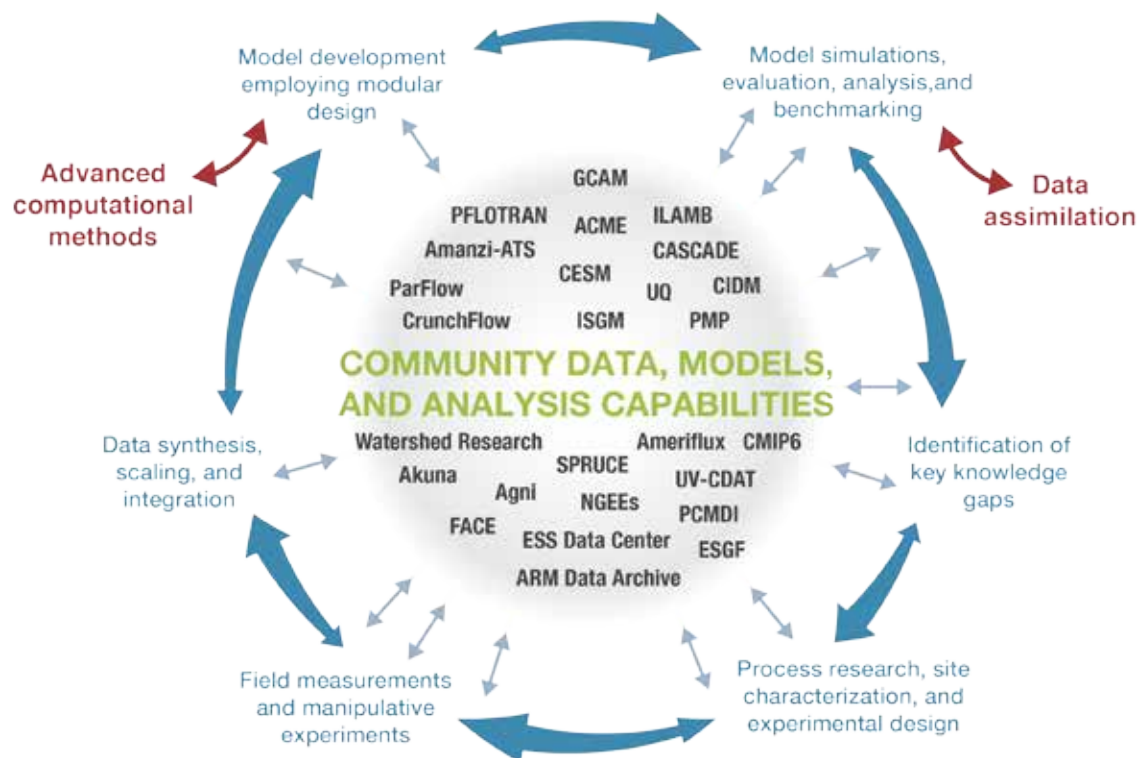 Model development
employing modular
design
Model simulations,
evaluation, analysis,and
benchmarking
Advanced
computational
methods
Data
assimilation
GCAM
PFLOTRAN
ACME
ILAMB
Amanzi-ATS
CASCADE
CESM
ParFlow
UQ
CIDM
CrunchFlow
ISGM
PMP
COMMUNITY DATA, MODELS,
AND ANALYSIS CAPABILITIES
Data synthesis,
scaling, and
integration
Watershed Research
Ameriflux
CMIP6
Akuna
SPRUCE
UV-CDAT
Agni
NGEEs
PCMDI
FACE
ESS Data Center
ESGF
ARM Data Archive
Identification of
key knowledge
gaps
Field measurements
and manipulative
experiments
Process research, site
characterization, and
experimental design